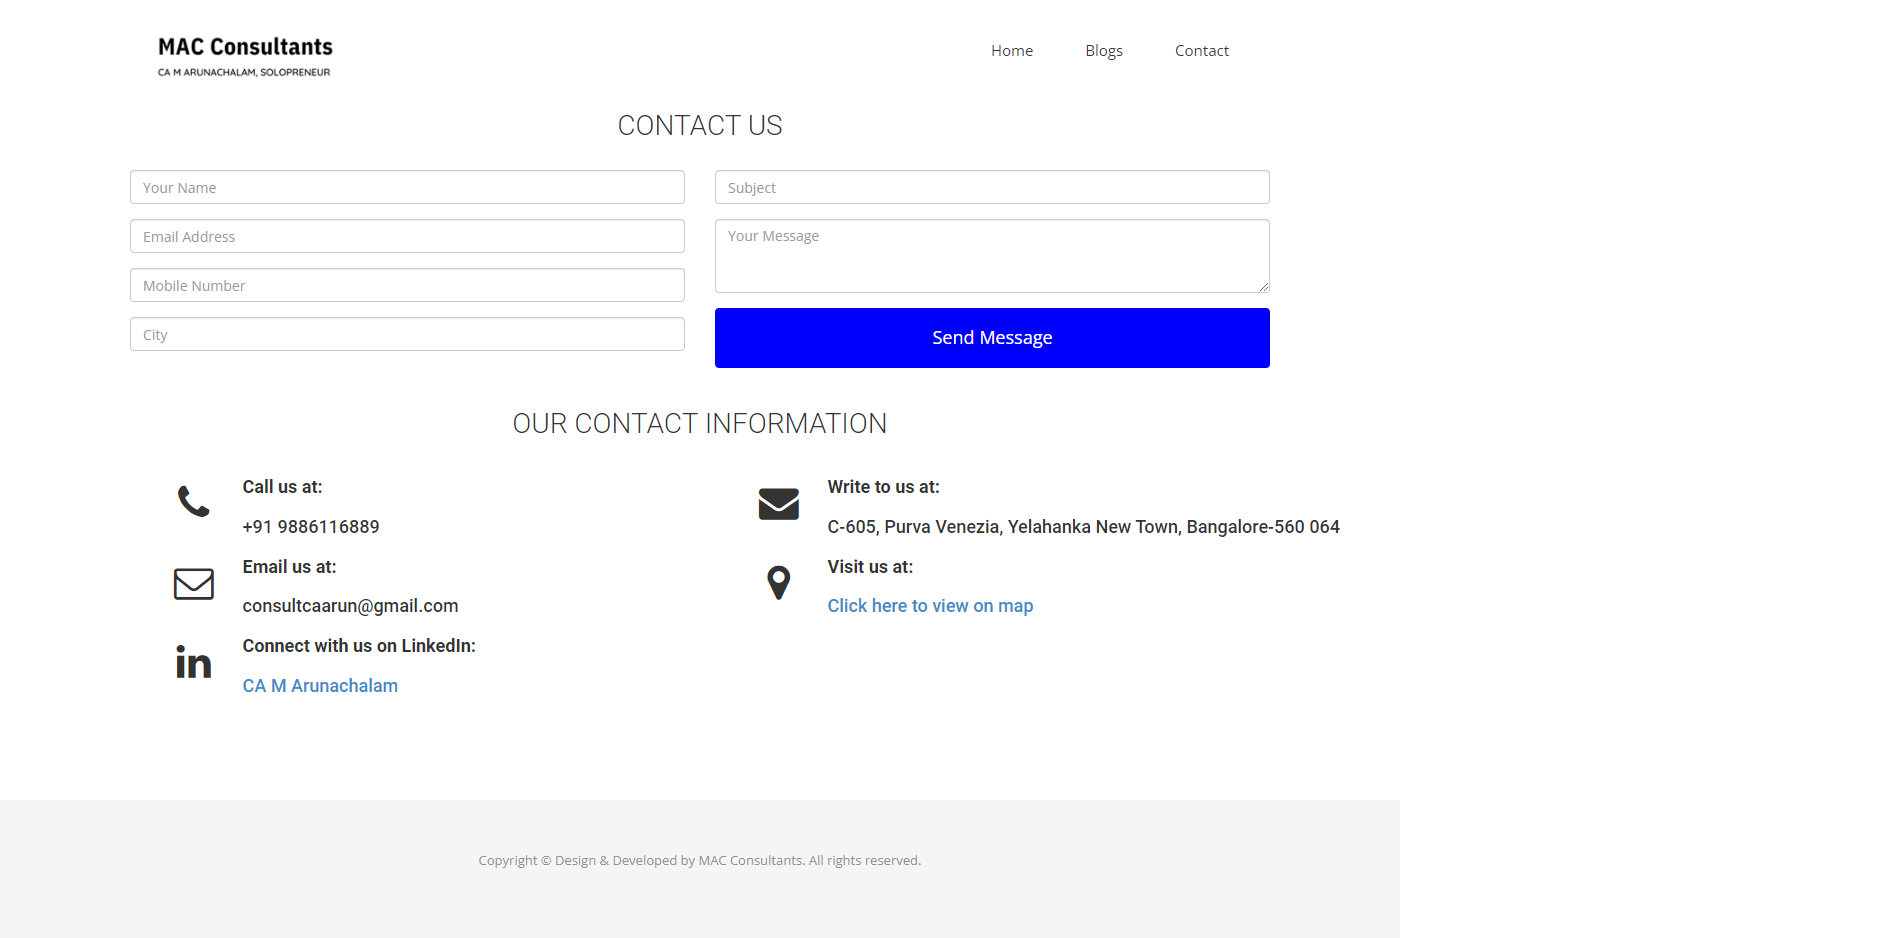 MAC Consultants
CA M ARUNACHALAM, SOLOPRENEUR
Home Blogs Contact
CONTACT US
Your Name
Email Address
Mobile Number
City
Subject
Your Message
Send Message
OUR CONTACT INFORMATION
Call us at:
+91 9886116889
Email us at:
consultcaarun@gmail.com
Connect with us on LinkedIn:
CA M Arunachalam
Write to us at:
C-605, Purva Venezia, Yelahanka New Town, Bangalore-560 064
Visit us at:
Click here to view on map
Copyright © Design & Developed by MAC Consultants. All rights reserved.